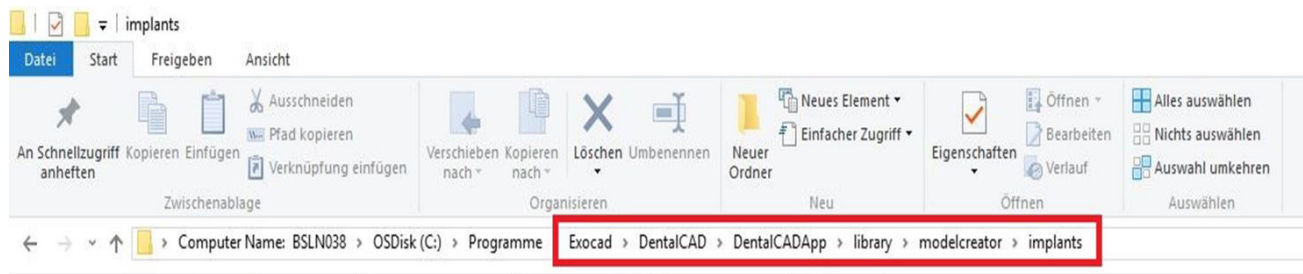 implants
Datei Start Freigeben Ansicht
An Schnellzugriff anheften
Kopieren
Einfügen
Ausschneiden
Pfad kopieren
Verknüpfung einfügen
Zwischenablage
Verschieben nach
Kopieren nach
Löschen
Umbenennen
Organisieren
Neuer Ordner
Neues Element
Einfacher Zugriff
Neu
Eigenschaften
Öffnen
Bearbeiten
Verlauf
Öffnen
Alles auswählen
Nichts auswählen
Auswahl umkehren
Auswählen
Computer Name: BSLN038 > OSDisk (C:) > Programme Exocad > DentalCAD > DentalCADApp > library > modelcreator > implants